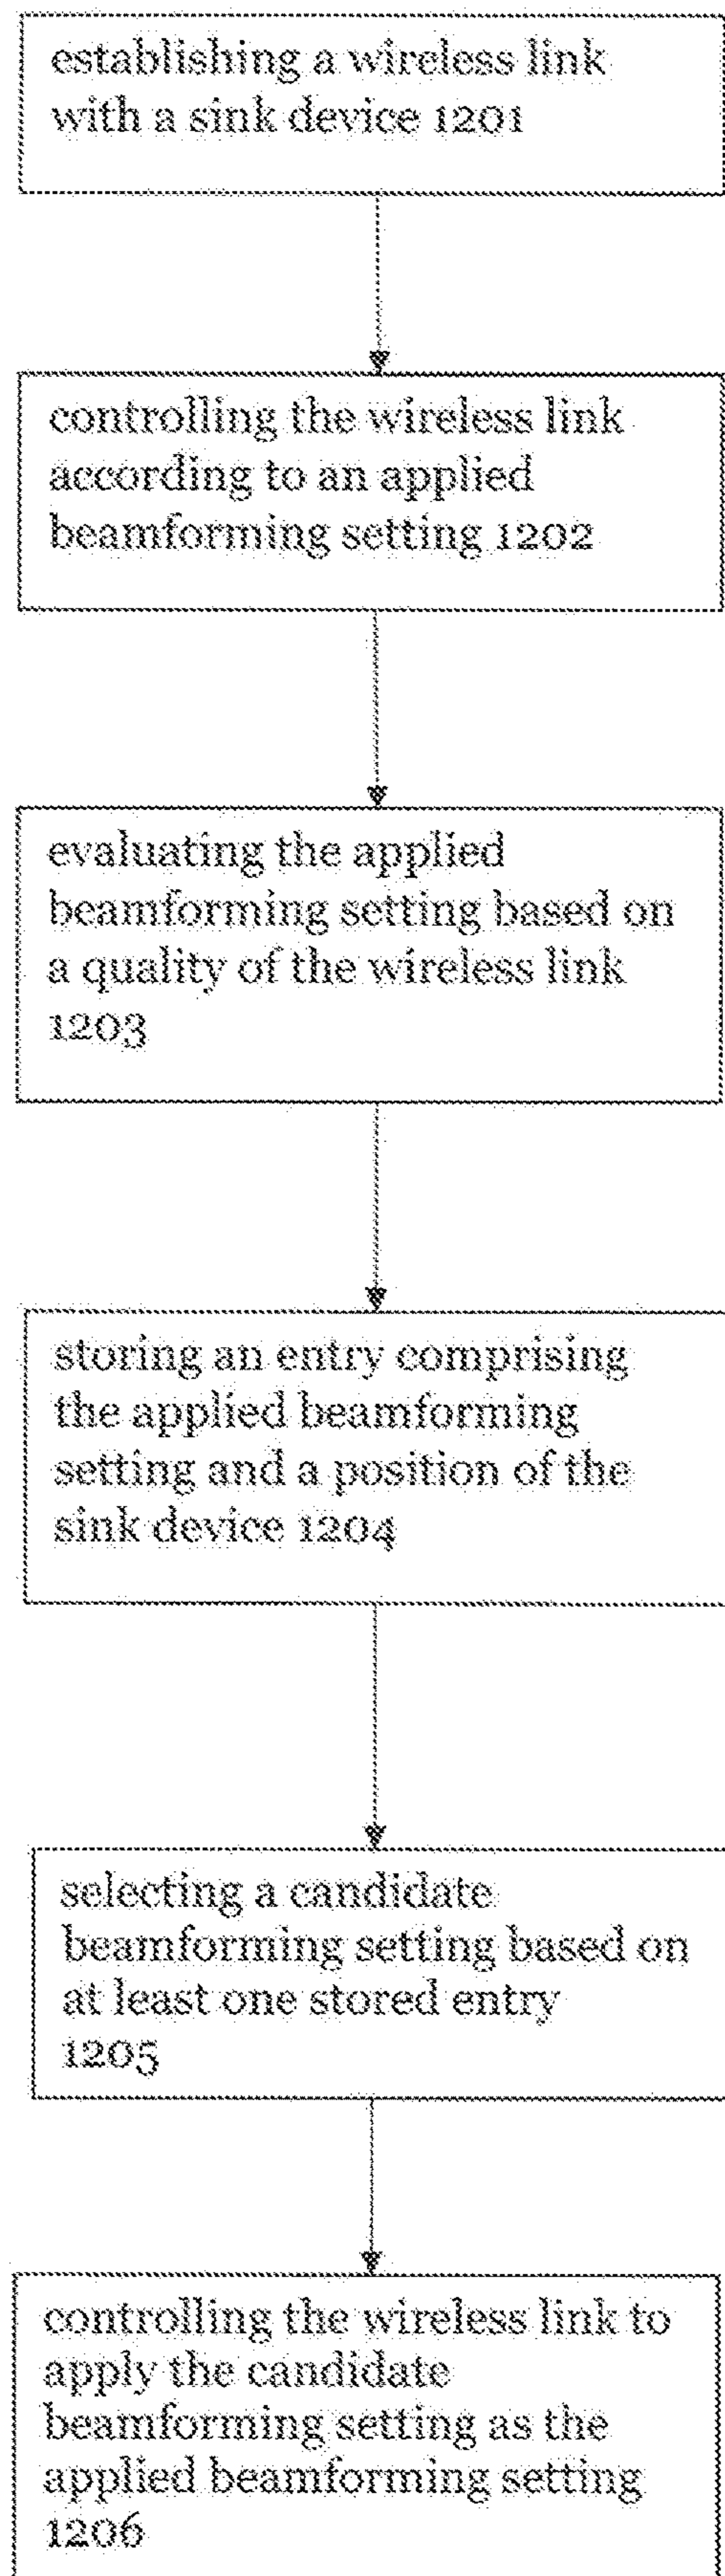 establishing a wireless link
with a sink device 1201
controlling the wireless link
according to an applied
beamforming setting 1202
evaluating the applied
beamforming setting based on
a quality of the wireless link
1203
storing an entry comprising
the applied beamforming
setting and a position of the
sink device 1204
selecting a candidate
beamforming setting based on
at least one stored entry
1205
controlling the wireless link to
apply the candidate
beamforming setting as the
applied beamforming setting
1206